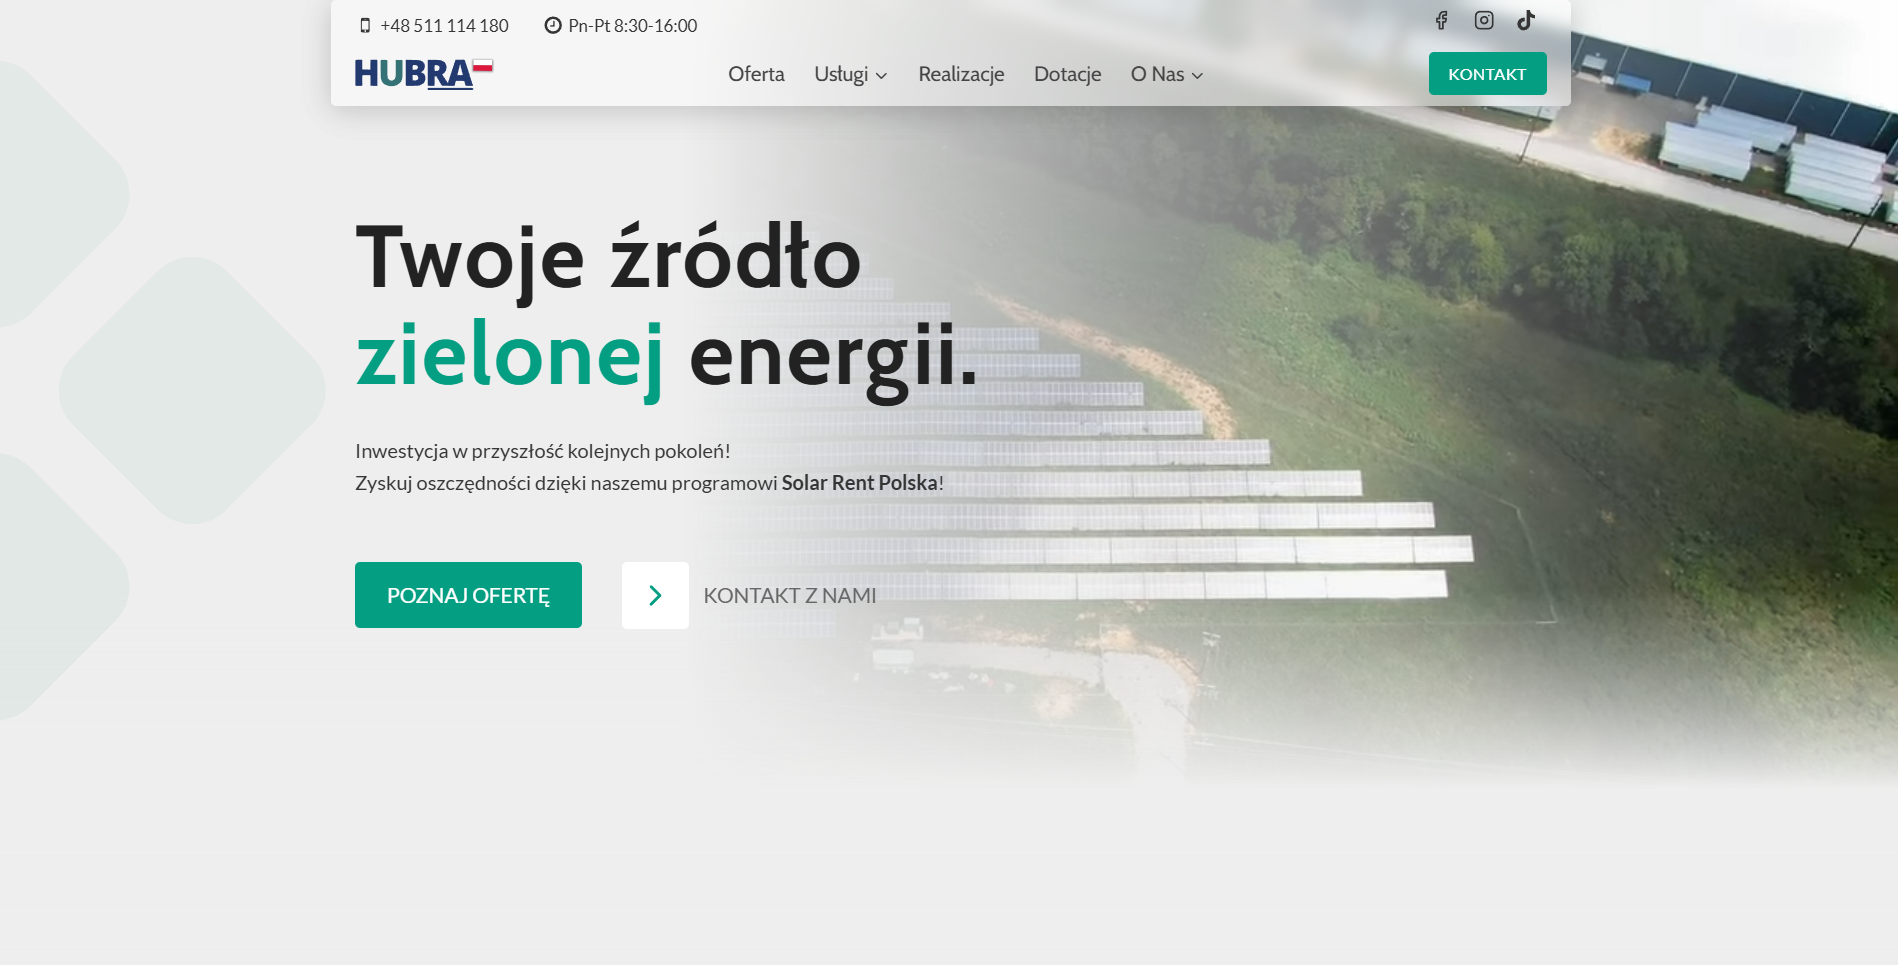 +48 511 114 180
Pn-Pt 8:30-16:00
HUBRA
Oferta
Usługi
Realizacje
Dotacje
O Nas
KONTAKT
Twoje źródło
zielonej energii.
Inwestycja w przyszłość kolejnych pokoleń!
Zyskuj oszczędności dzięki naszemu programowi Solar Rent Polska!
POZNAJ OFERTĘ
KONTAKT Z NAMI